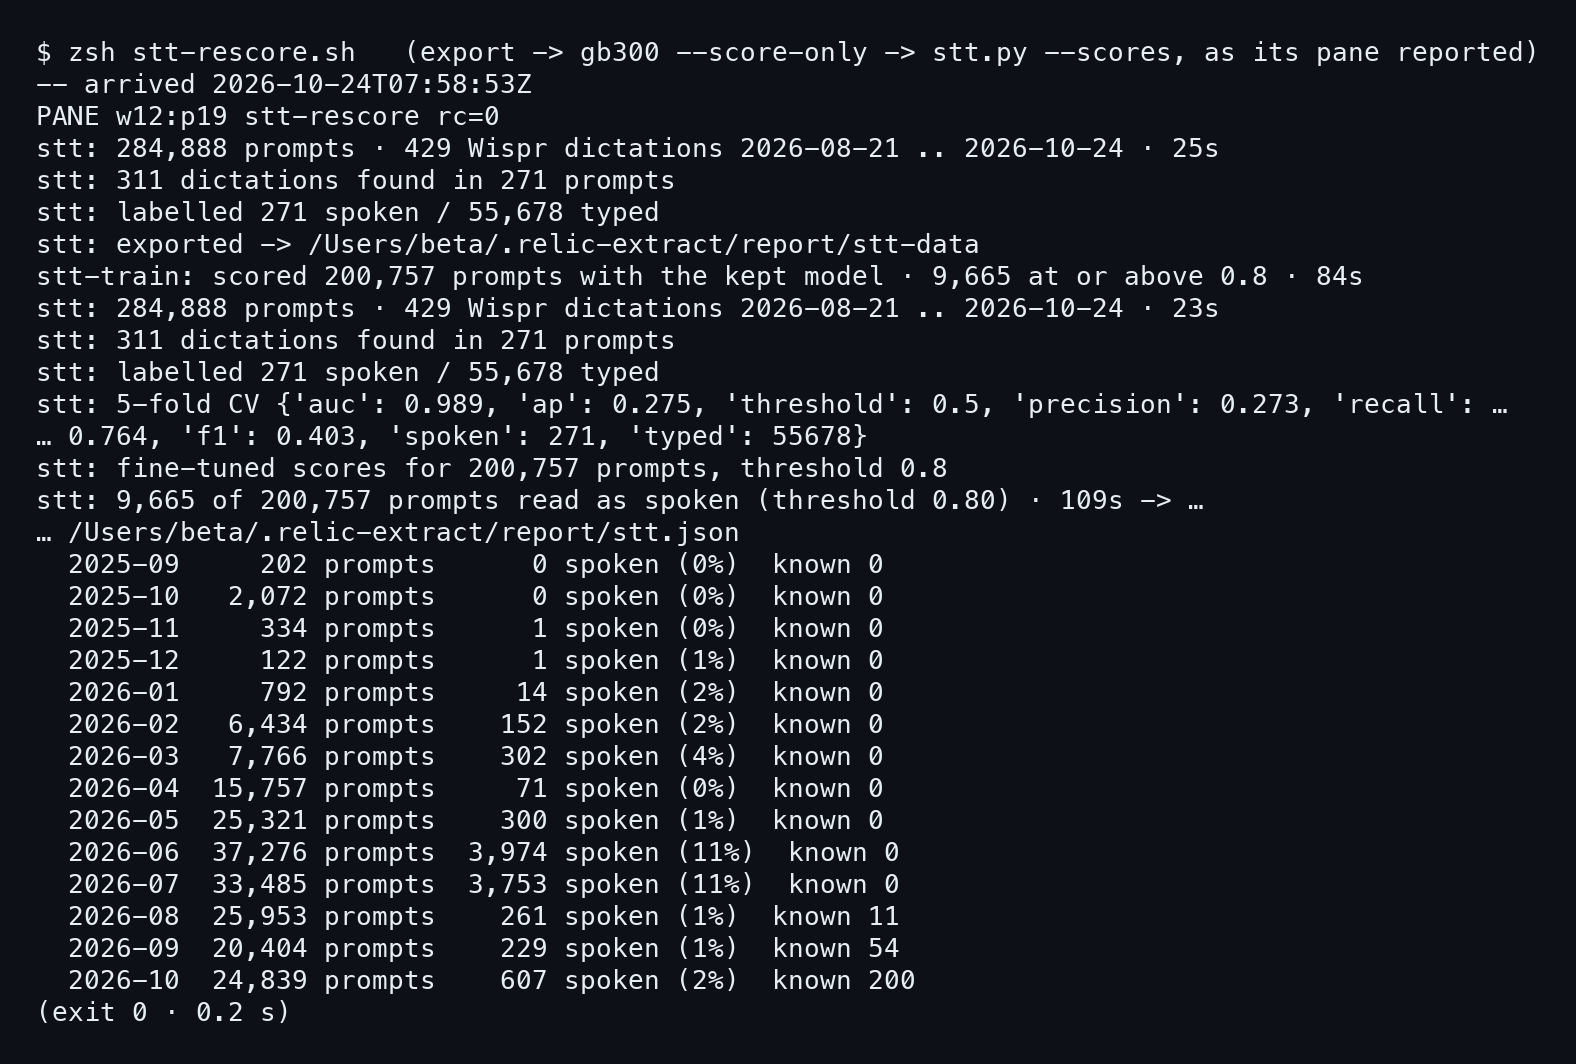 $ zsh stt-rescore.sh   (export -> gb300 --score-only -> stt.py --scores, as its pane reported)
-- arrived 2026-10-24T07:58:53Z
PANE w12:p19 stt-rescore rc=0
stt: 284,888 prompts · 429 Wispr dictations 2026-08-21 .. 2026-10-24 · 25s
stt: 311 dictations found in 271 prompts
stt: labelled 271 spoken / 55,678 typed
stt: exported -> /Users/beta/.relic-extract/report/stt-data
stt-train: scored 200,757 prompts with the kept model · 9,665 at or above 0.8 · 84s
stt: 284,888 prompts · 429 Wispr dictations 2026-08-21 .. 2026-10-24 · 23s
stt: 311 dictations found in 271 prompts
stt: labelled 271 spoken / 55,678 typed
stt: 5-fold CV {'auc': 0.989, 'ap': 0.275, 'threshold': 0.5, 'precision': 0.273, 'recall': …
… 0.764, 'f1': 0.403, 'spoken': 271, 'typed': 55678}
stt: fine-tuned scores for 200,757 prompts, threshold 0.8
stt: 9,665 of 200,757 prompts read as spoken (threshold 0.80) · 109s -> …
… /Users/beta/.relic-extract/report/stt.json
  2025-09     202 prompts      0 spoken (0%)  known 0
  2025-10   2,072 prompts      0 spoken (0%)  known 0
  2025-11     334 prompts      1 spoken (0%)  known 0
  2025-12     122 prompts      1 spoken (1%)  known 0
  2026-01     792 prompts     14 spoken (2%)  known 0
  2026-02   6,434 prompts    152 spoken (2%)  known 0
  2026-03   7,766 prompts    302 spoken (4%)  known 0
  2026-04  15,757 prompts     71 spoken (0%)  known 0
  2026-05  25,321 prompts    300 spoken (1%)  known 0
  2026-06  37,276 prompts  3,974 spoken (11%)  known 0
  2026-07  33,485 prompts  3,753 spoken (11%)  known 0
  2026-08  25,953 prompts    261 spoken (1%)  known 11
  2026-09  20,404 prompts    229 spoken (1%)  known 54
  2026-10  24,839 prompts    607 spoken (2%)  known 200
(exit 0 · 0.2 s)